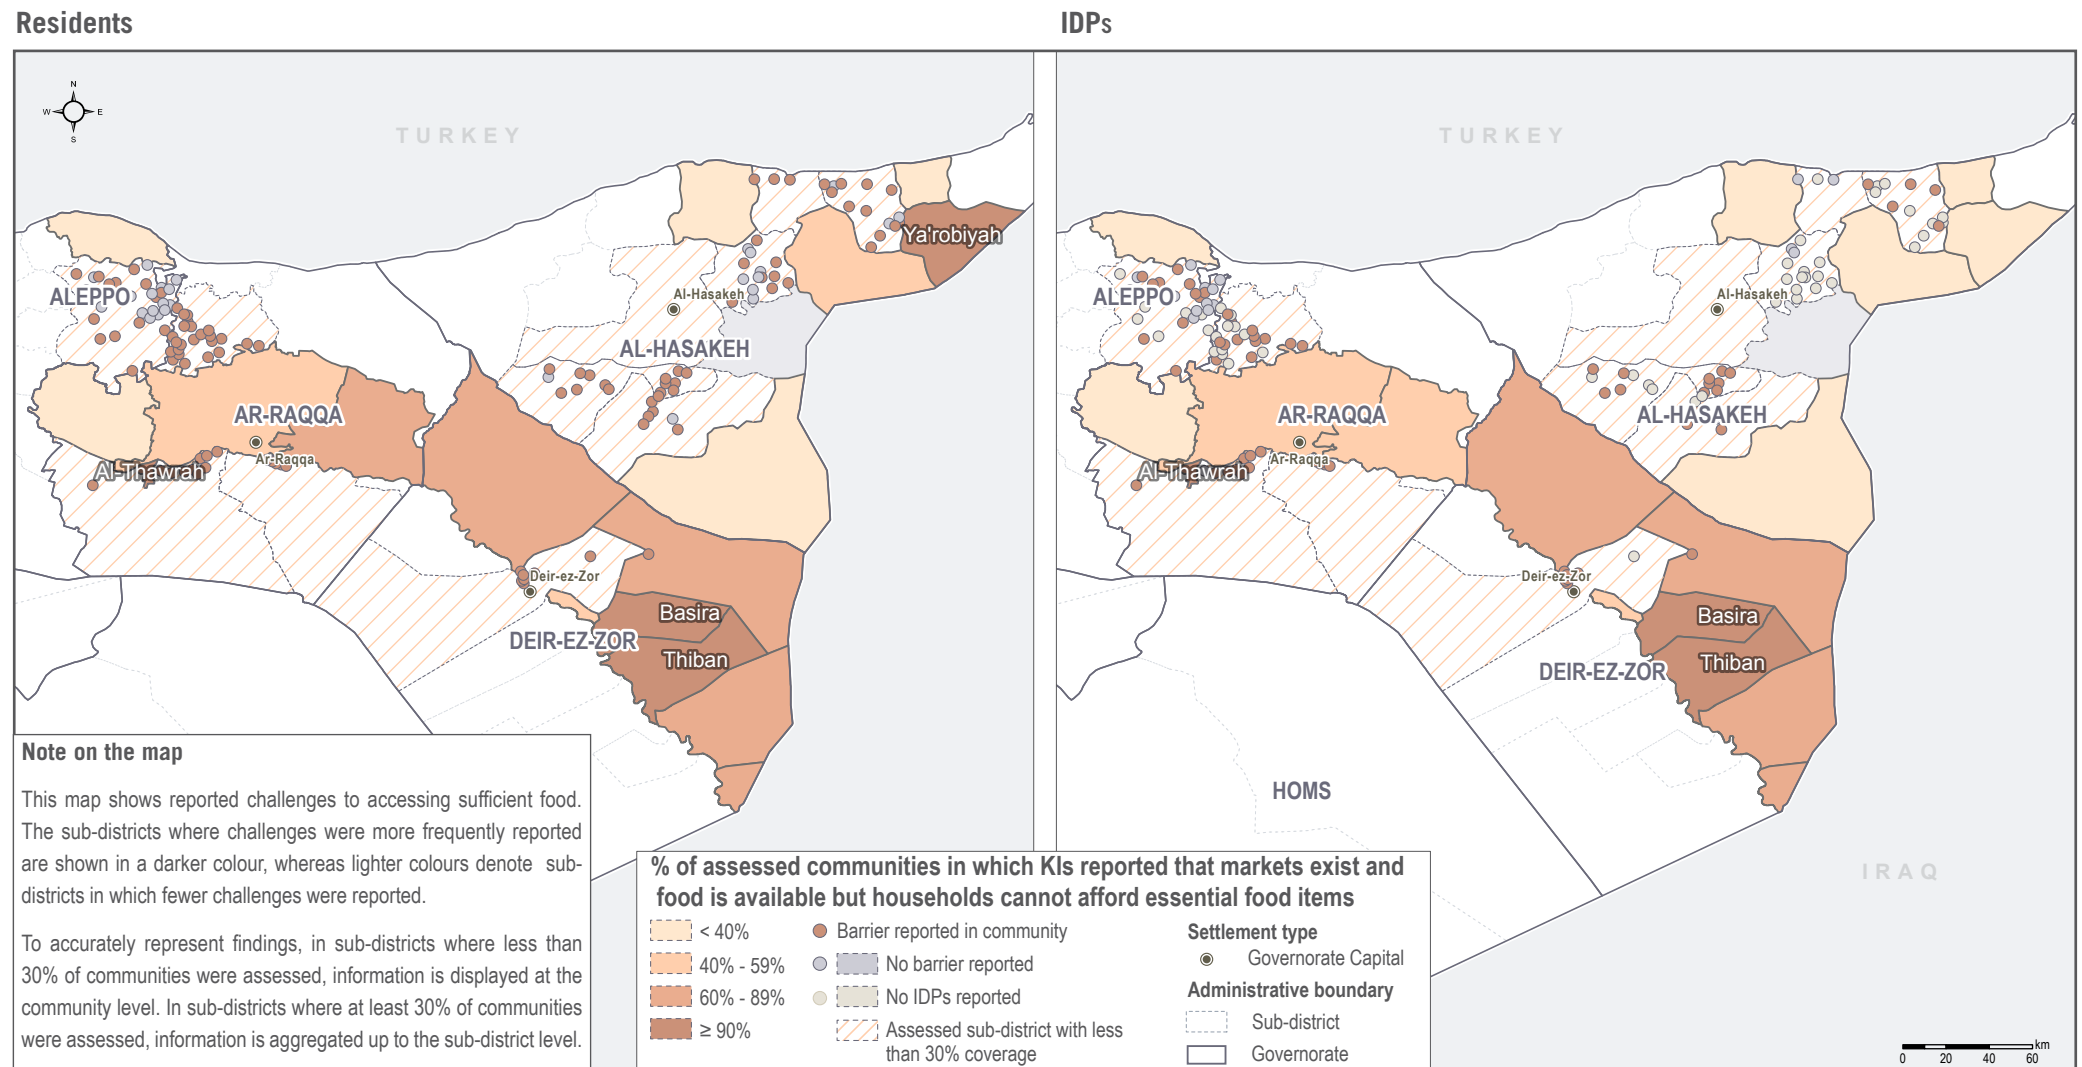 Residents
IDPs
N
W
E
S
TURKEY
Ya'robiyah
ALEPPO
Al-Hasakeh
AL-HASAKEH
AR-RAQQA
Ar-Raqqa
Al-Thawrah
Deir-ez-Zor
Basira
DEIR-EZ-ZOR
Thiban
TURKEY
ALEPPO
Al-Hasakeh
AR-RAQQA
AL-HASAKEH
Ar-Raqqa
Al-Thawrah
Deir-ez-Zor
Basira
Thiban
DEIR-EZ-ZOR
HOMS
IRAQ
Note on the map
This map shows reported challenges to accessing sufficient food.
The sub-districts where challenges were more frequently reported
are shown in a darker colour, whereas lighter colours denote sub-
districts in which fewer challenges were reported.
To accurately represent findings, in sub-districts where less than
30% of communities were assessed, information is displayed at the
community level. In sub-districts where at least 30% of communities
were assessed, information is aggregated up to the sub-district level.
% of assessed communities in which KIs reported that markets exist and
food is available but households cannot afford essential food items
< 40%
40% - 59%
60% - 89%
≥ 90%
Barrier reported in community
No barrier reported
No IDPs reported
Assessed sub-district with less
than 30% coverage
Settlement type
Governorate Capital
Administrative boundary
Sub-district
Governorate
km
0 20 40 60